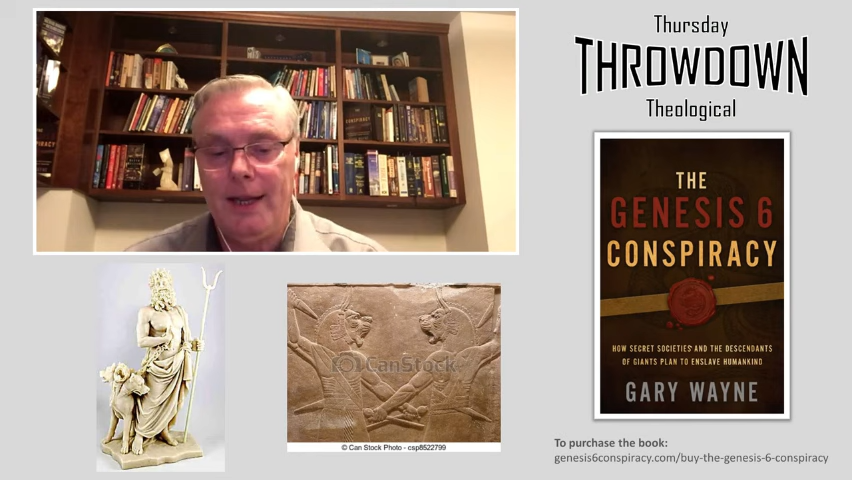 Thursday
THROWDOWN
Theological
CONSPIRACY
THE
GENESIS 6
CONSPIRACY
HOW SECRET SOCIETIES AND THE DESCENDANTS
OF GIANTS PLAN TO ENSLAVE HUMANKIND
GARY WAYNE
CanStock
© Can Stock Photo - csp8522799
To purchase the book:
genesis6conspiracy.com/buy-the-genesis-6-conspiracy